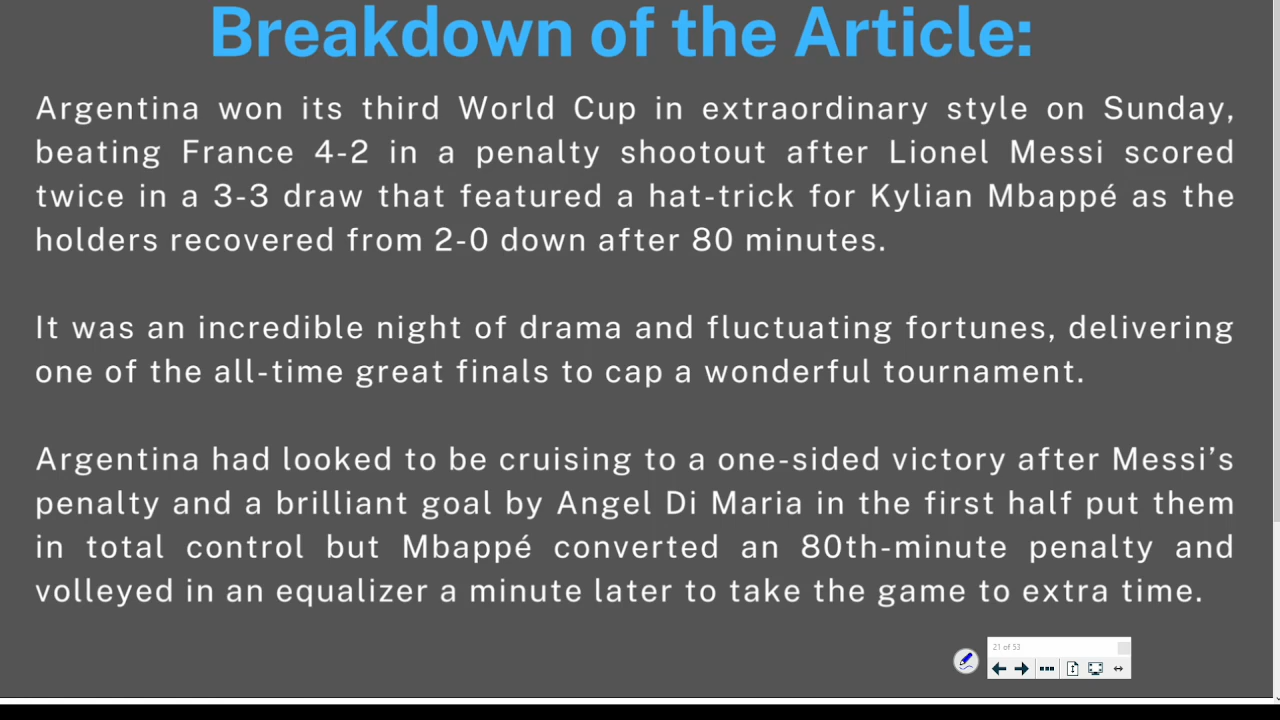 Breakdown of the Article:
Argentina won its third World Cup in extraordinary style on Sunday,
beating France 4-2 in a penalty shootout after Lionel Messi scored
twice in a 3-3 draw that featured a hat-trick for Kylian Mbappé as the
holders recovered from 2-0 down after 80 minutes.
It was an incredible night of drama and fluctuating fortunes, delivering
one of the all-time great finals to cap a wonderful tournament.
Argentina had looked to be cruising to a one-sided victory after Messi’s
penalty and a brilliant goal by Angel Di Maria in the first half put them
in total control but Mbappé converted an 80th-minute penalty and
volleyed in an equalizer a minute later to take the game to extra time.
21 of 53